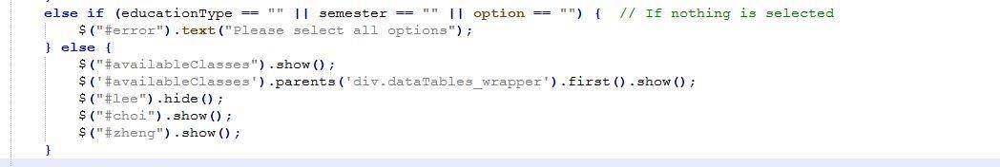 else if (educationType == "" || semester == "" || option == "") {  // If nothing is selected
    $("#error").text("Please select all options");
} else {
    $("#availableClasses").show();
    $('#availableClasses').parents('div.dataTables_wrapper').first().show();
    $("#lee").hide();
    $("#choi").show();
    $("#zheng").show();
}